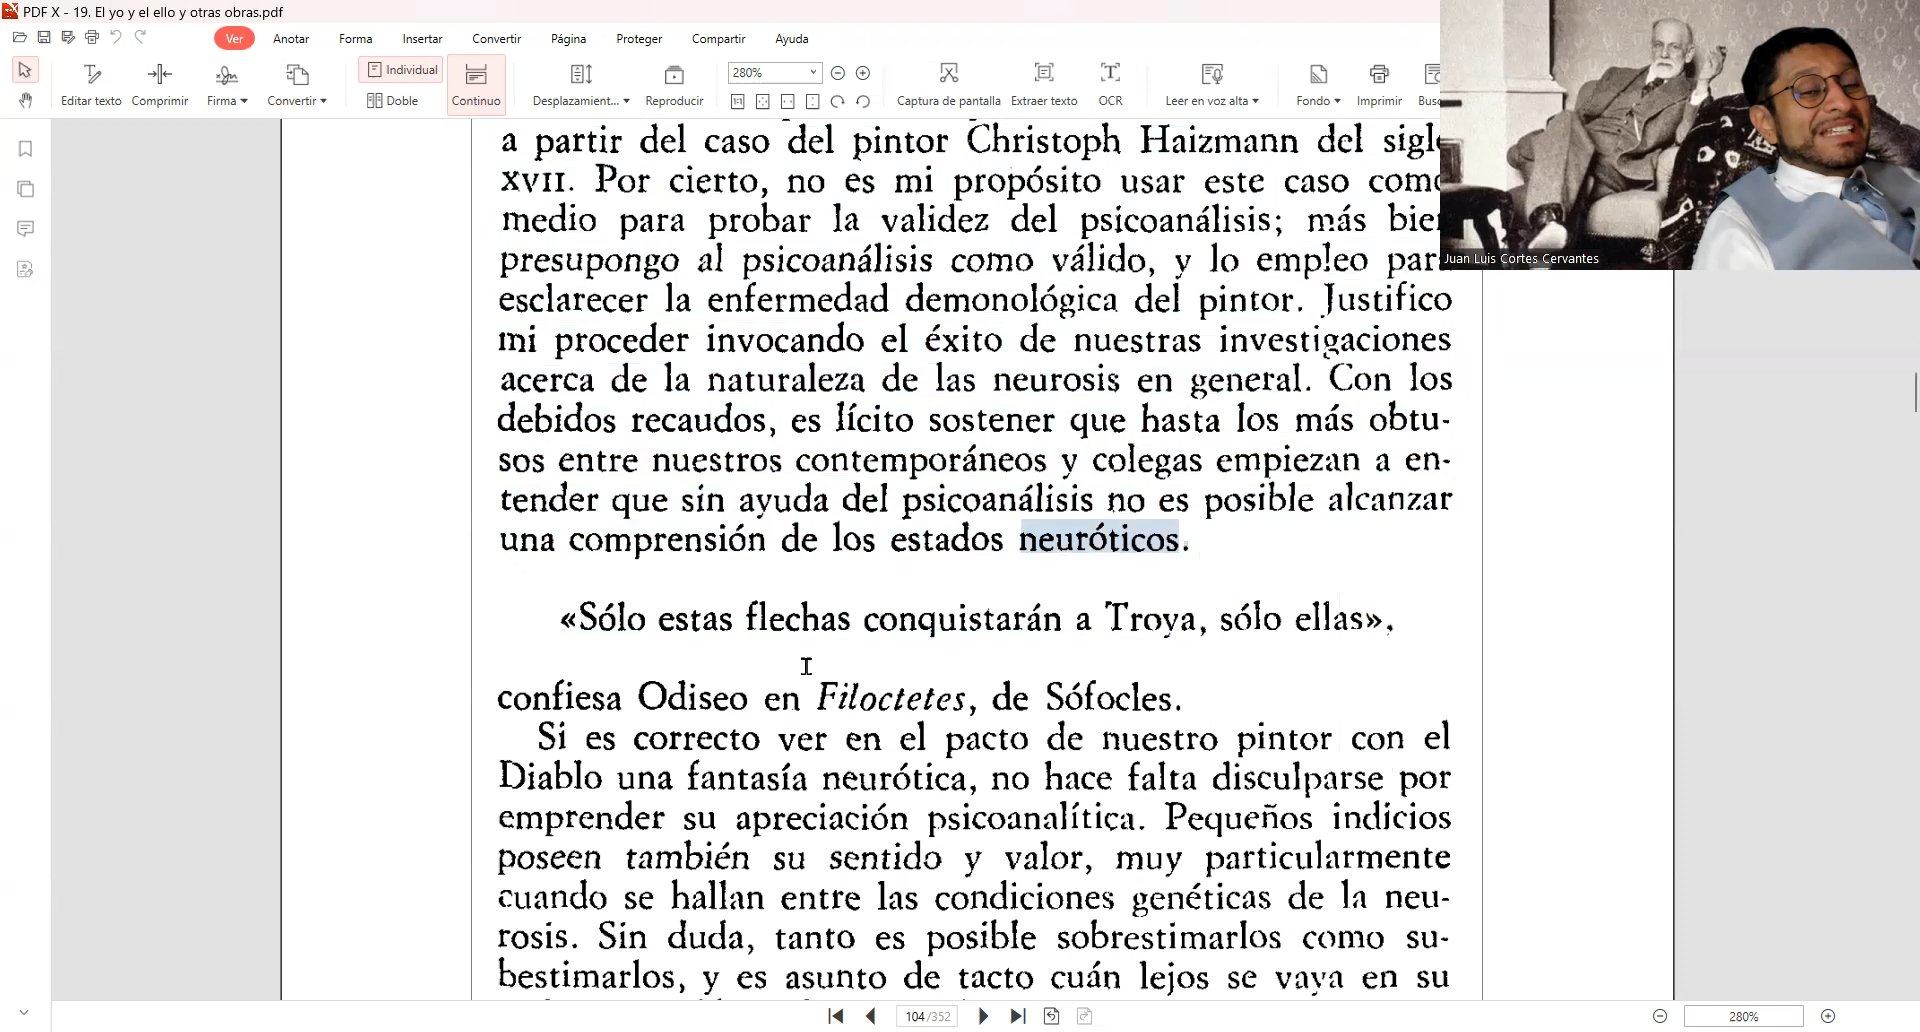 PDF X - 19. El yo y el ello y otras obras.pdf
Ver Anotar Forma Insertar Convertir Página Proteger Compartir Ayuda
Individual
Doble
280%
Editar texto Comprimir Firma Convertir Continuo Desplazamient... Reproducir Captura de pantalla Extraer texto OCR Leer en voz alta Fondo Imprimir
Juan Luis Cortes Cervantes
a partir del caso del pintor Christoph Haizmann del sigl
XVII. Por cierto, no es mi propósito usar este caso com
medio para probar la validez del psicoanálisis; más bie
presupongo al psicoanálisis como válido, y lo empleo par
esclarecer la enfermedad demonológica del pintor. Justifico
mi proceder invocando el éxito de nuestras investigaciones
acerca de la naturaleza de las neurosis en general. Con los
debidos recaudos, es lícito sostener que hasta los más obtu-
sos entre nuestros contemporáneos y colegas empiezan a en-
tender que sin ayuda del psicoanálisis no es posible alcanzar
una comprensión de los estados neuróticos.
«Sólo estas flechas conquistarán a Troya, sólo ellas»,
confiesa Odiseo en Filoctetes, de Sófocles.
Si es correcto ver en el pacto de nuestro pintor con el
Diablo una fantasía neurótica, no hace falta disculparse por
emprender su apreciación psicoanalítica. Pequeños indicios
poseen también su sentido y valor, muy particularmente
cuando se hallan entre las condiciones genéticas de la neu-
rosis. Sin duda, tanto es posible sobrestimarlos como su-
bestimarlos, y es asunto de tacto cuán lejos se vaya en su
104/352
280%